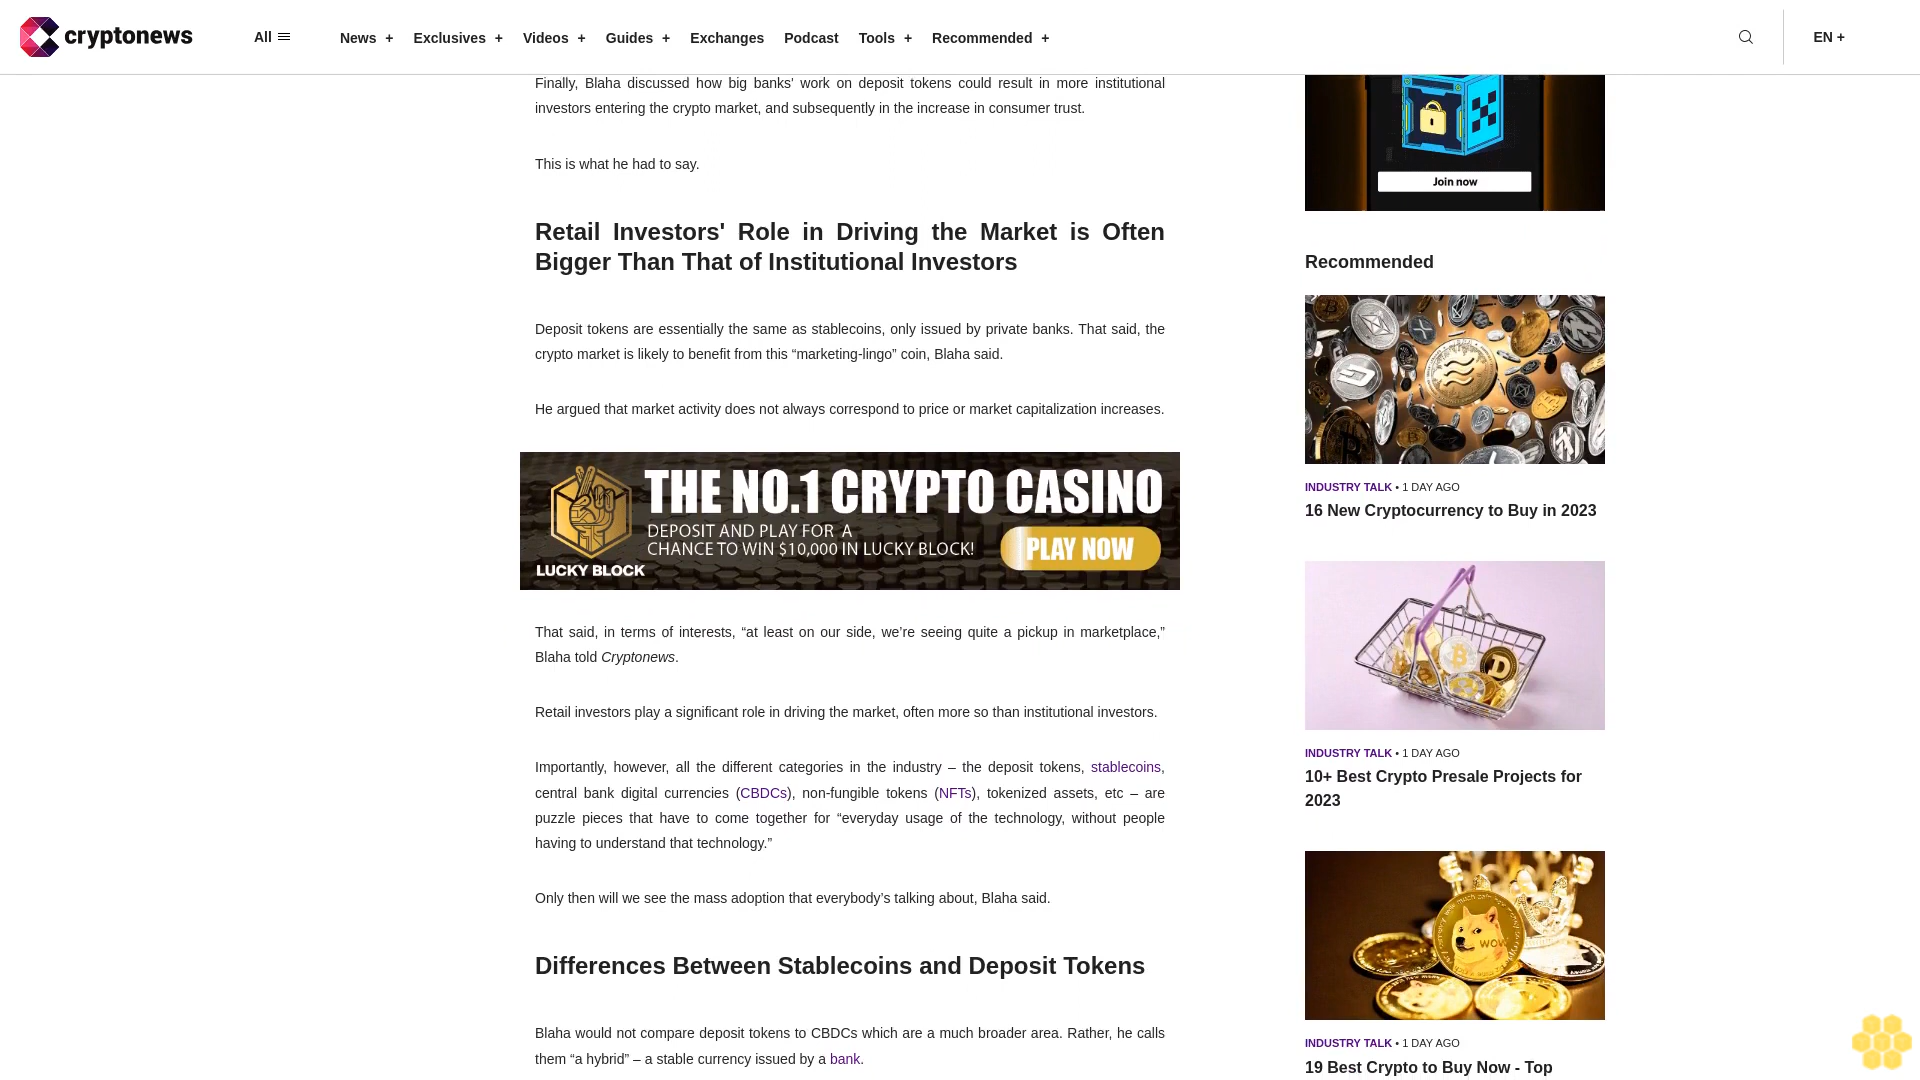 cryptonews
All
News +
Exclusives +
Videos +
Guides +
Exchanges
Podcast
Tools +
Recommended +
EN +
Finally, Blaha discussed how big banks' work on deposit tokens could result in more institutional
investors entering the crypto market, and subsequently in the increase in consumer trust.
This is what he had to say.
Retail Investors' Role in Driving the Market is Often
Bigger Than That of Institutional Investors
Deposit tokens are essentially the same as stablecoins, only issued by private banks. That said, the
crypto market is likely to benefit from this “marketing-lingo” coin, Blaha said.
He argued that market activity does not always correspond to price or market capitalization increases.
THE NO.1 CRYPTO CASINO
DEPOSIT AND PLAY FOR A
CHANCE TO WIN $10,000 IN LUCKY BLOCK!
PLAY NOW
LUCKY BLOCK
That said, in terms of interests, “at least on our side, we’re seeing quite a pickup in marketplace,”
Blaha told Cryptonews.
Retail investors play a significant role in driving the market, often more so than institutional investors.
Importantly, however, all the different categories in the industry – the deposit tokens, stablecoins,
central bank digital currencies (CBDCs), non-fungible tokens (NFTs), tokenized assets, etc – are
puzzle pieces that have to come together for “everyday usage of the technology, without people
having to understand that technology.”
Only then will we see the mass adoption that everybody’s talking about, Blaha said.
Differences Between Stablecoins and Deposit Tokens
Blaha would not compare deposit tokens to CBDCs which are a much broader area. Rather, he calls
them “a hybrid” – a stable currency issued by a bank.
Join now
Recommended
INDUSTRY TALK • 1 DAY AGO
16 New Cryptocurrency to Buy in 2023
INDUSTRY TALK • 1 DAY AGO
10+ Best Crypto Presale Projects for
2023
WOW
INDUSTRY TALK • 1 DAY AGO
19 Best Crypto to Buy Now - Top